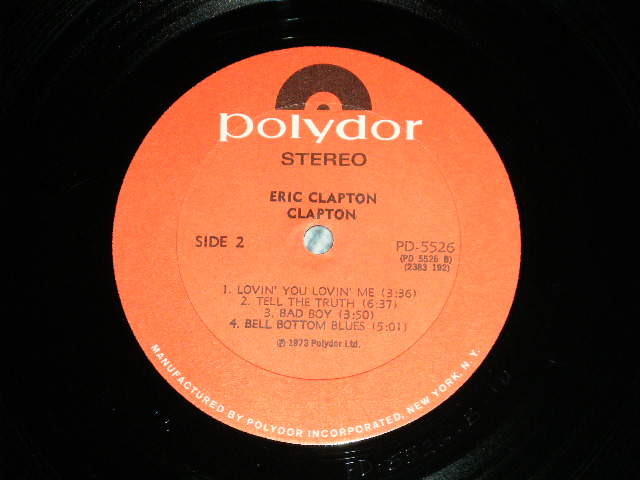 polydor
STEREO
ERIC CLAPTON
CLAPTON
SIDE 2
PD-5526
(PD 5526 B)
(2383 192)
1. LOVIN' YOU LOVIN' ME (3:36)
2. TELL THE TRUTH (6:37)
3. BAD BOY (3:50)
4. BELL BOTTOM BLUES (5:01)
℗ 1973 Polydor Ltd.
MANUFACTURED BY POLYDOR INCORPORATED, NEW YORK, N. Y.